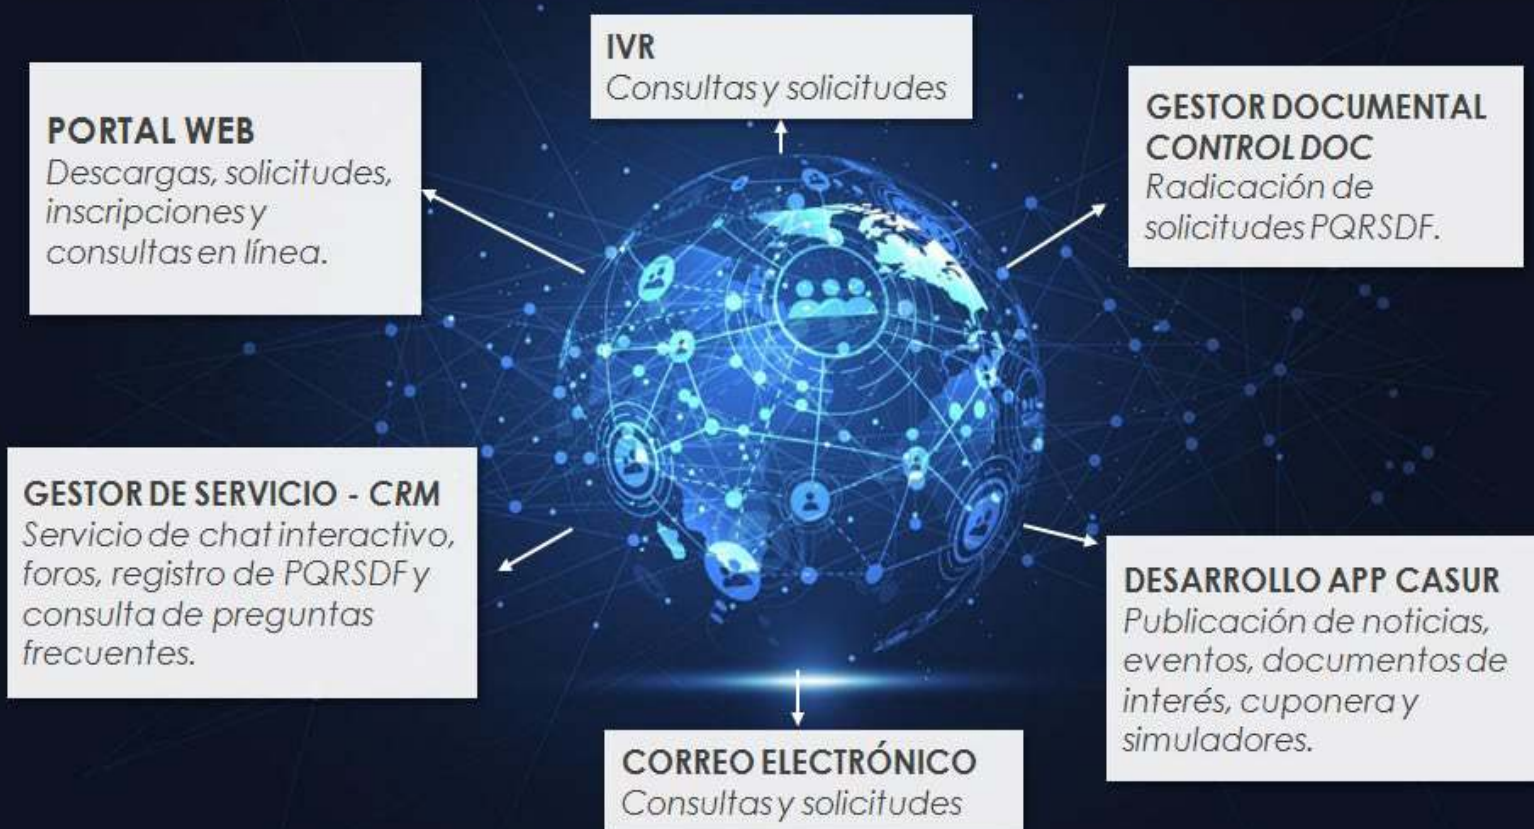 IVR
Consultas y solicitudes
PORTAL WEB
Descargas, solicitudes,
inscripciones y
consultas en línea.
GESTOR DOCUMENTAL
CONTROL DOC
Radicación de
solicitudes PQRSDF.
GESTOR DE SERVICIO - CRM
Servicio de chat interactivo,
foros, registro de PQRSDF y
consulta de preguntas
frecuentes.
DESARROLLO APP CASUR
Publicación de noticias,
eventos, documentos de
interés, cuponera y
simuladores.
CORREO ELECTRÓNICO
Consultas y solicitudes